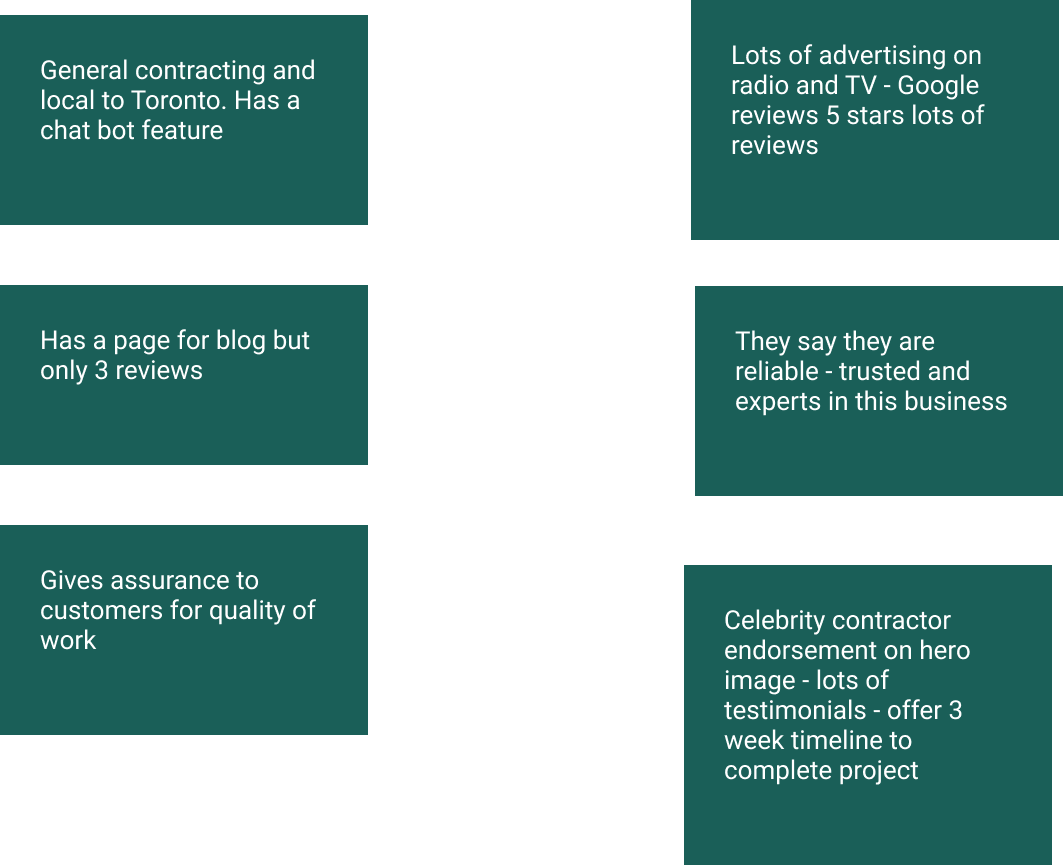 General contracting and
local to Toronto. Has a
chat bot feature
Has a page for blog but
only 3 reviews
Gives assurance to
customers for quality of
work
Lots of advertising on
radio and TV - Google
reviews 5 stars lots of
reviews
They say they are
reliable - trusted and
experts in this business
Celebrity contractor
endorsement on hero
image - lots of
testimonials - offer 3
week timeline to
complete project